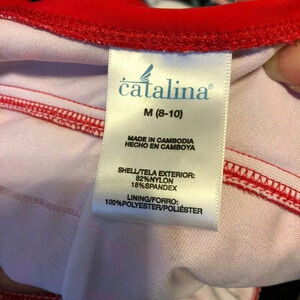 catalina
M (8-10)
MADE IN CAMBODIA
HECHO EN CAMBOYA
SHELL/TELA EXTERIOR:
82%NYLON
18%SPANDEX
LINING/FORRO:
100%POLYESTER/POLIÉSTER